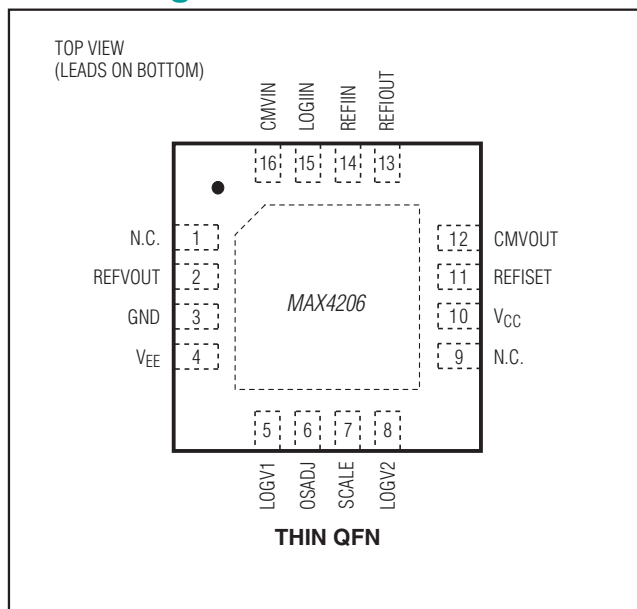 TOP VIEW
(LEADS ON BOTTOM)
CMVIN
LOGIIN
REFIIN
REFIOUT
16
15
14
13
N.C. 1
REFVOUT 2
GND 3
VEE 4
MAX4206
12 CMVOUT
11 REFISET
10 VCC
9 N.C.
5
6
7
8
LOGV1
OSADJ
SCALE
LOGV2
THIN QFN